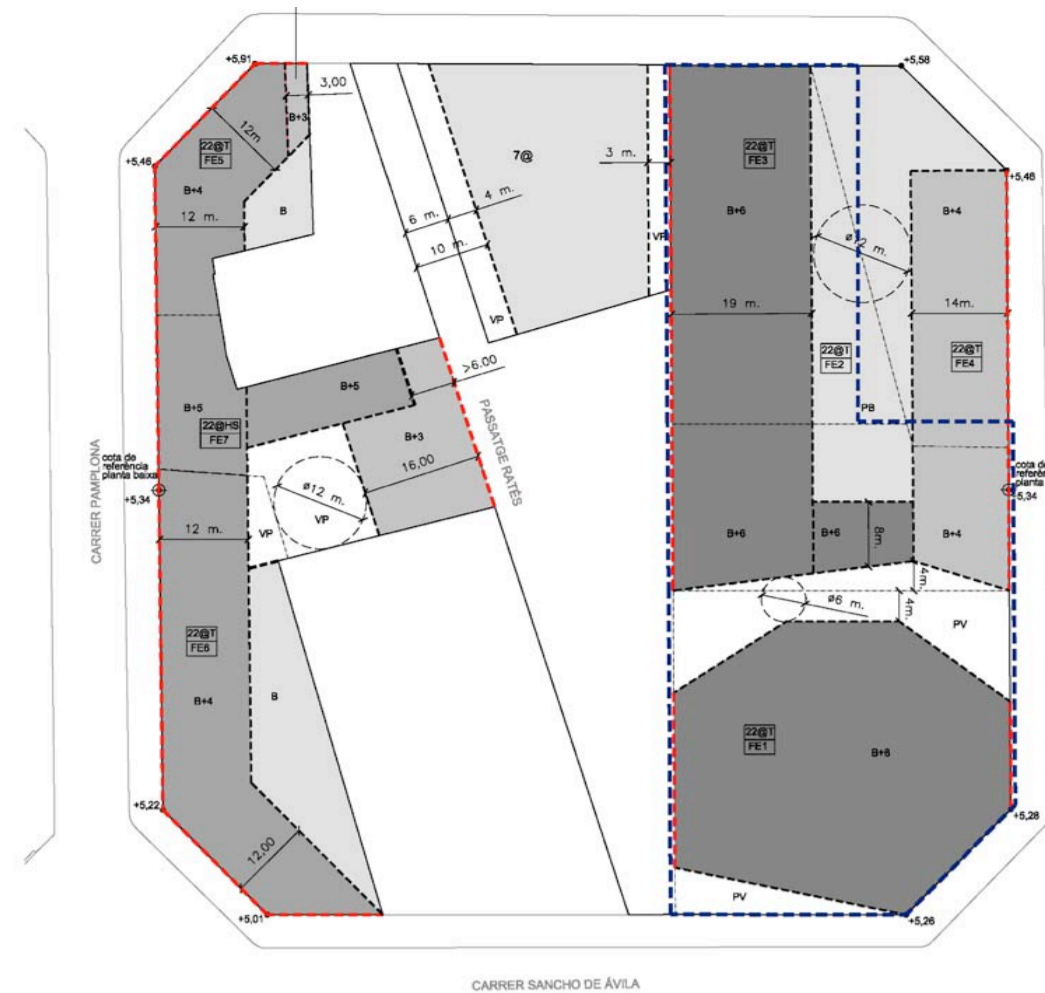 +5,91
+5,58
3,00
B+3
12m
22@T
FE5
+5,46
B+4
12 m.
B
7@
3 m.
4 m.
6 m.
10 m.
VP
VP
22@T
FE3
B+6
ø12 m.
+5,46
B+4
19 m.
14m.
22@T
FE2
22@T
FE4
PB
B+5
>6.00
B+5
22@HS
FE7
B+3
16,00
PASSATGE RATÉS
CARRER PAMPLONA
cota de
referència
planta baixa
+5,34
ø12 m.
VP
VP
12 m.
cota de
referèn
planta
+5,34
B+6
B+6
8m.
B+4
4m.
4m.
ø6 m.
PV
22@T
FE6
B+4
B
22@T
FE1
B+6
+5,22
+5,28
12,00
PV
+5,01
+5,26
CARRER SANCHO DE ÁVILA